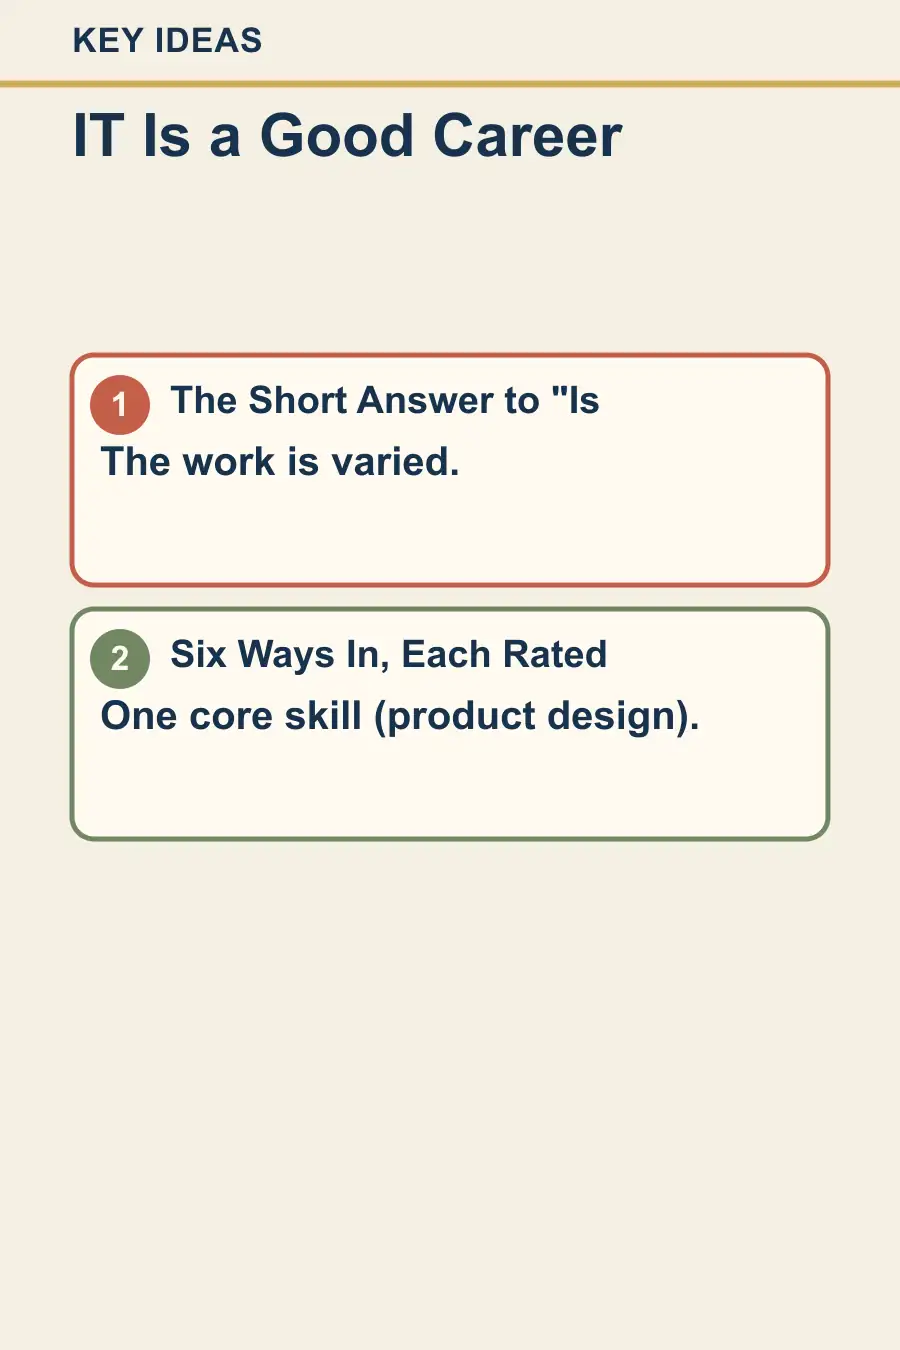 KEY IDEAS
IT Is a Good Career
1 The Short Answer to "Is
The work is varied.
2 Six Ways In, Each Rated
One core skill (product design).